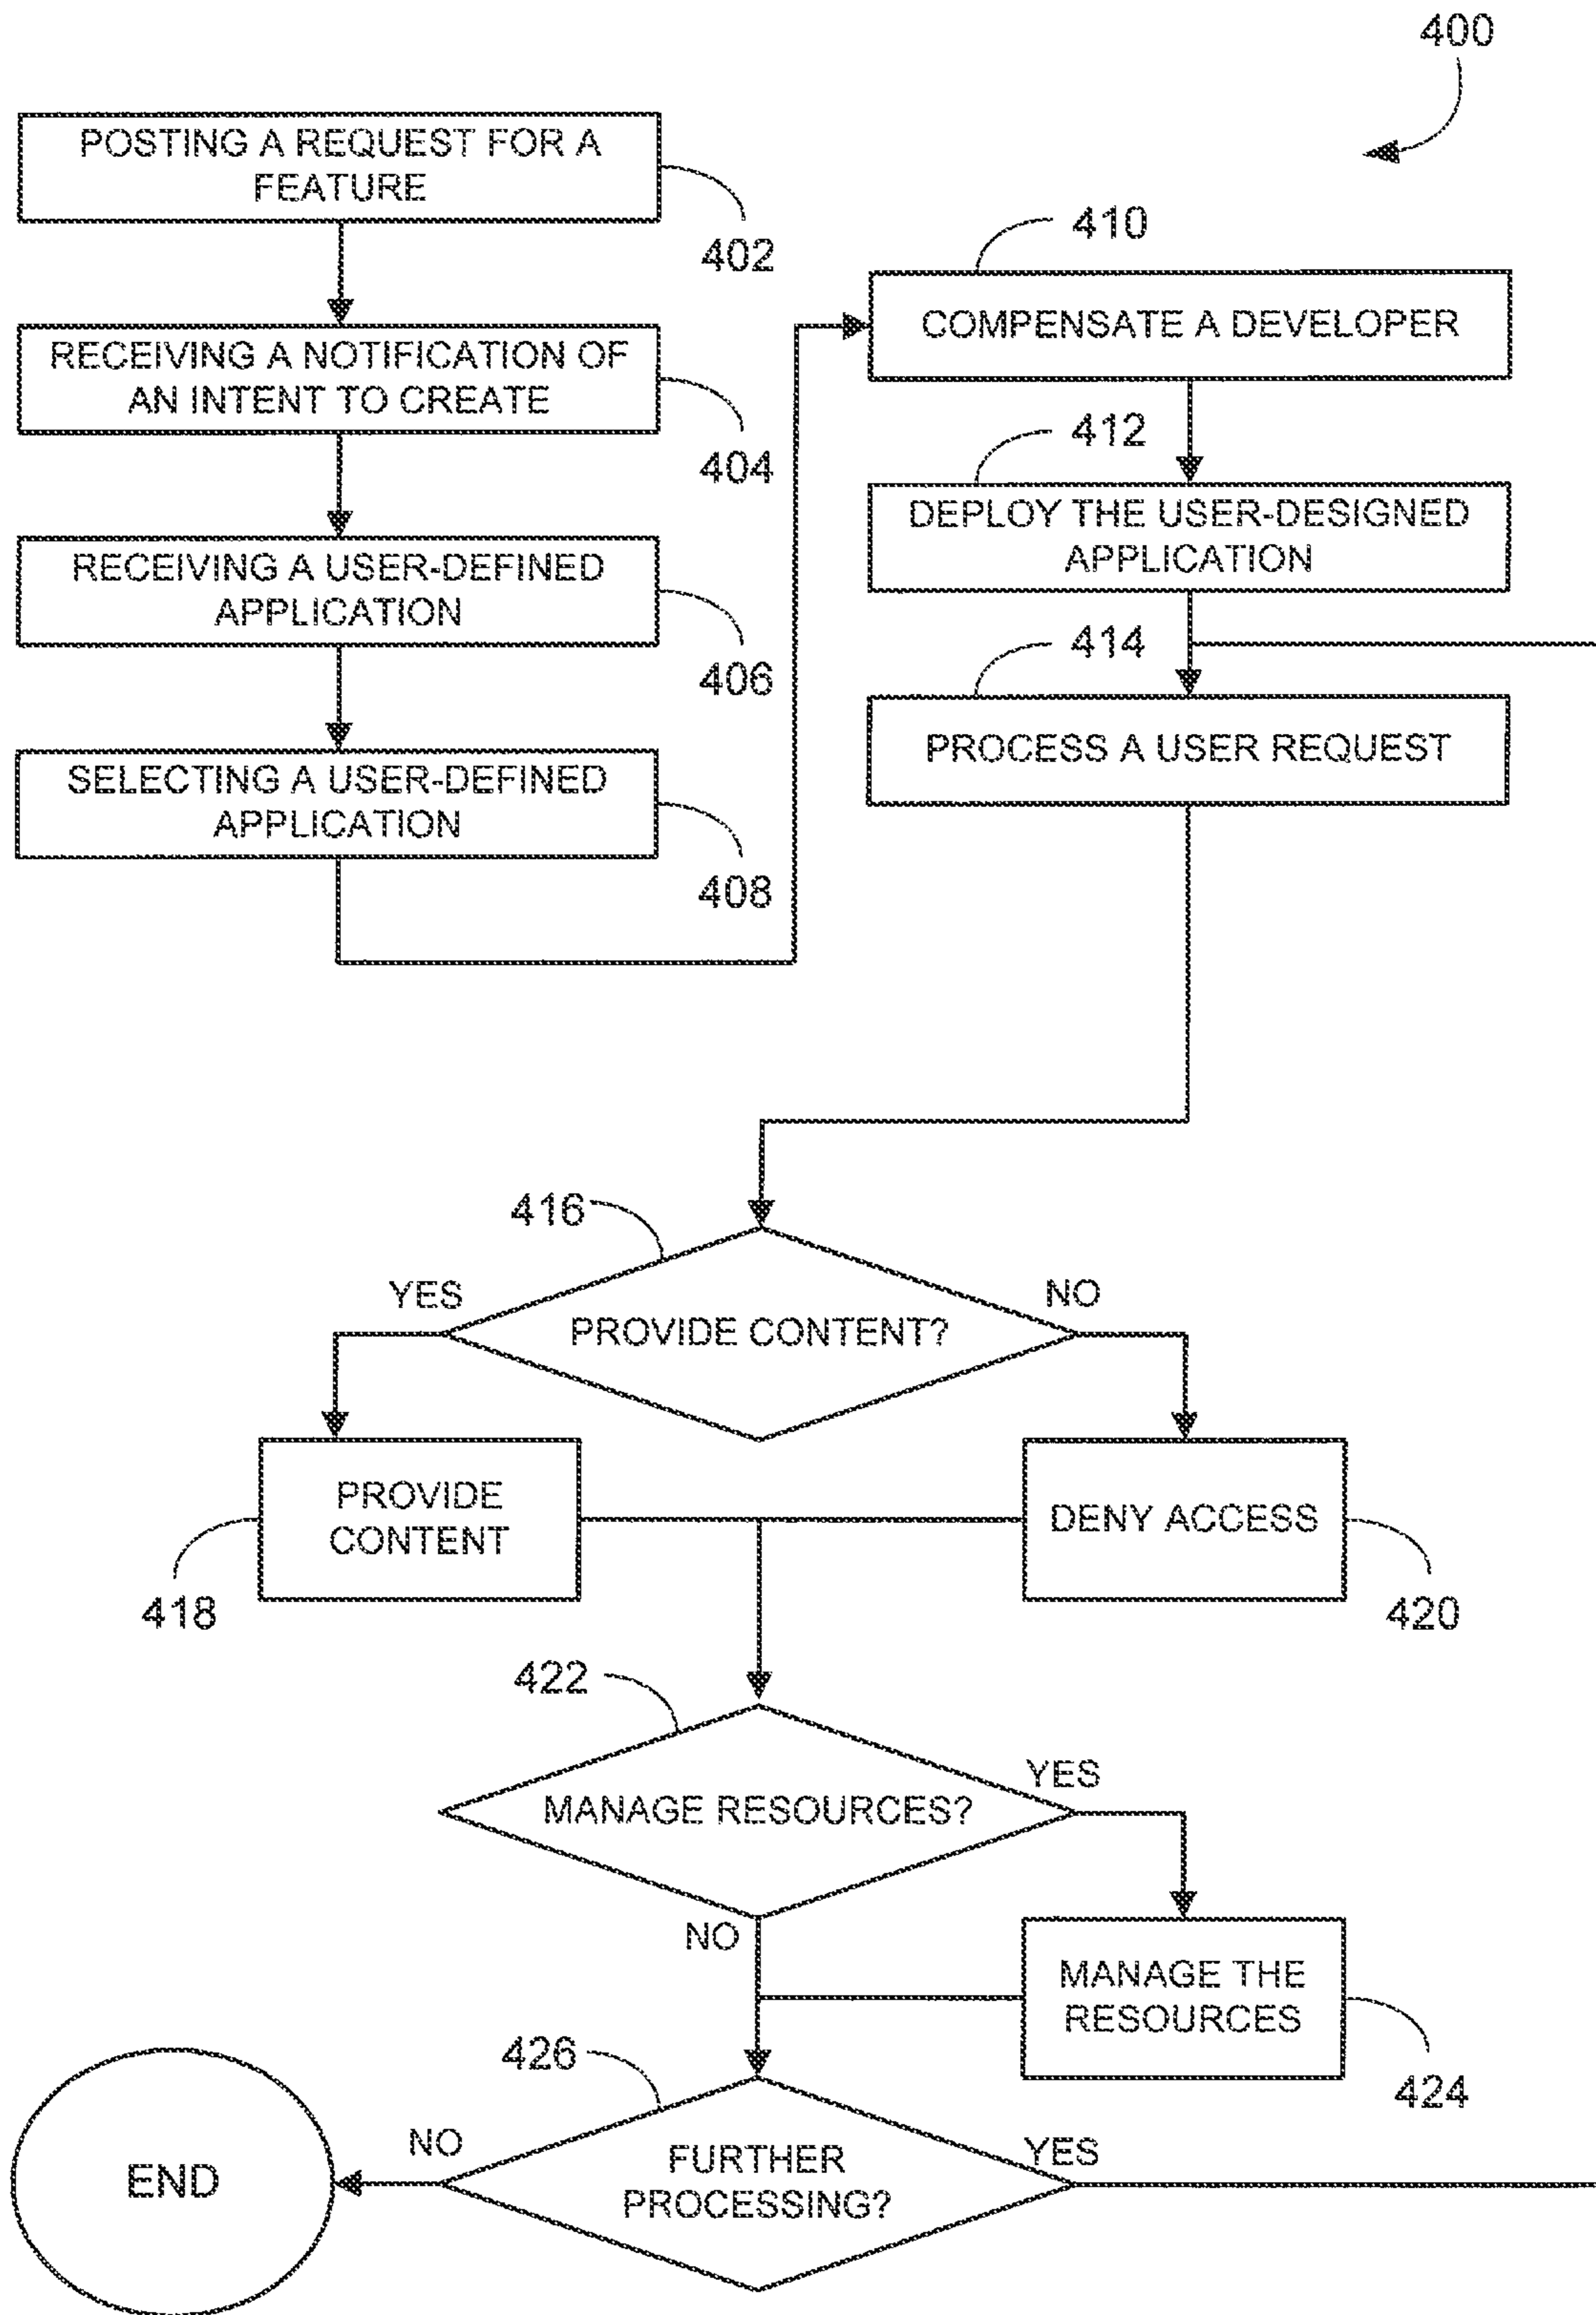 400
POSTING A REQUEST FOR A
FEATURE
402
RECEIVING A NOTIFICATION OF
AN INTENT TO CREATE
404
RECEIVING A USER-DEFINED
APPLICATION
406
SELECTING A USER-DEFINED
APPLICATION
408
410
COMPENSATE A DEVELOPER
412
DEPLOY THE USER-DESIGNED
APPLICATION
414
PROCESS A USER REQUEST
416
YES
NO
PROVIDE CONTENT?
PROVIDE
CONTENT
418
DENY ACCESS
420
422
YES
MANAGE RESOURCES?
NO
MANAGE THE
RESOURCES
424
426
NO
YES
FURTHER
PROCESSING?
END